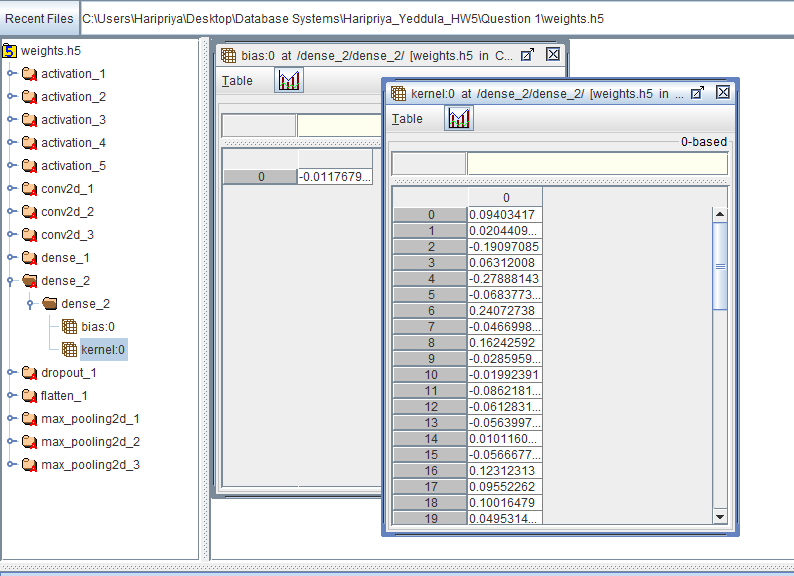 Recent Files C:\Users\Haripriya\Desktop\Database Systems\Haripriya_Yeddula_HW5\Question 1\weights.h5
weights.h5
activation_1
activation_2
activation_3
activation_4
activation_5
conv2d_1
conv2d_2
conv2d_3
dense_1
dense_2
dense_2
bias:0
kernel:0
dropout_1
flatten_1
max_pooling2d_1
max_pooling2d_2
max_pooling2d_3
bias:0 at /dense_2/dense_2/ [weights.h5 in C...
Table
0 -0.0117679...
kernel:0 at /dense_2/dense_2/ [weights.h5 in ...
Table
0-based
0
0 0.09403417
1 0.0204409...
2 -0.19097085
3 0.06312008
4 -0.27888143
5 -0.0683773...
6 0.24072738
7 -0.0466998...
8 0.16242592
9 -0.0285959...
10 -0.01992391
11 -0.0862181...
12 -0.0612831...
13 -0.0563997...
14 0.0101160...
15 -0.0566677...
16 0.12312313
17 0.09552262
18 0.10016479
19 0.0495314...